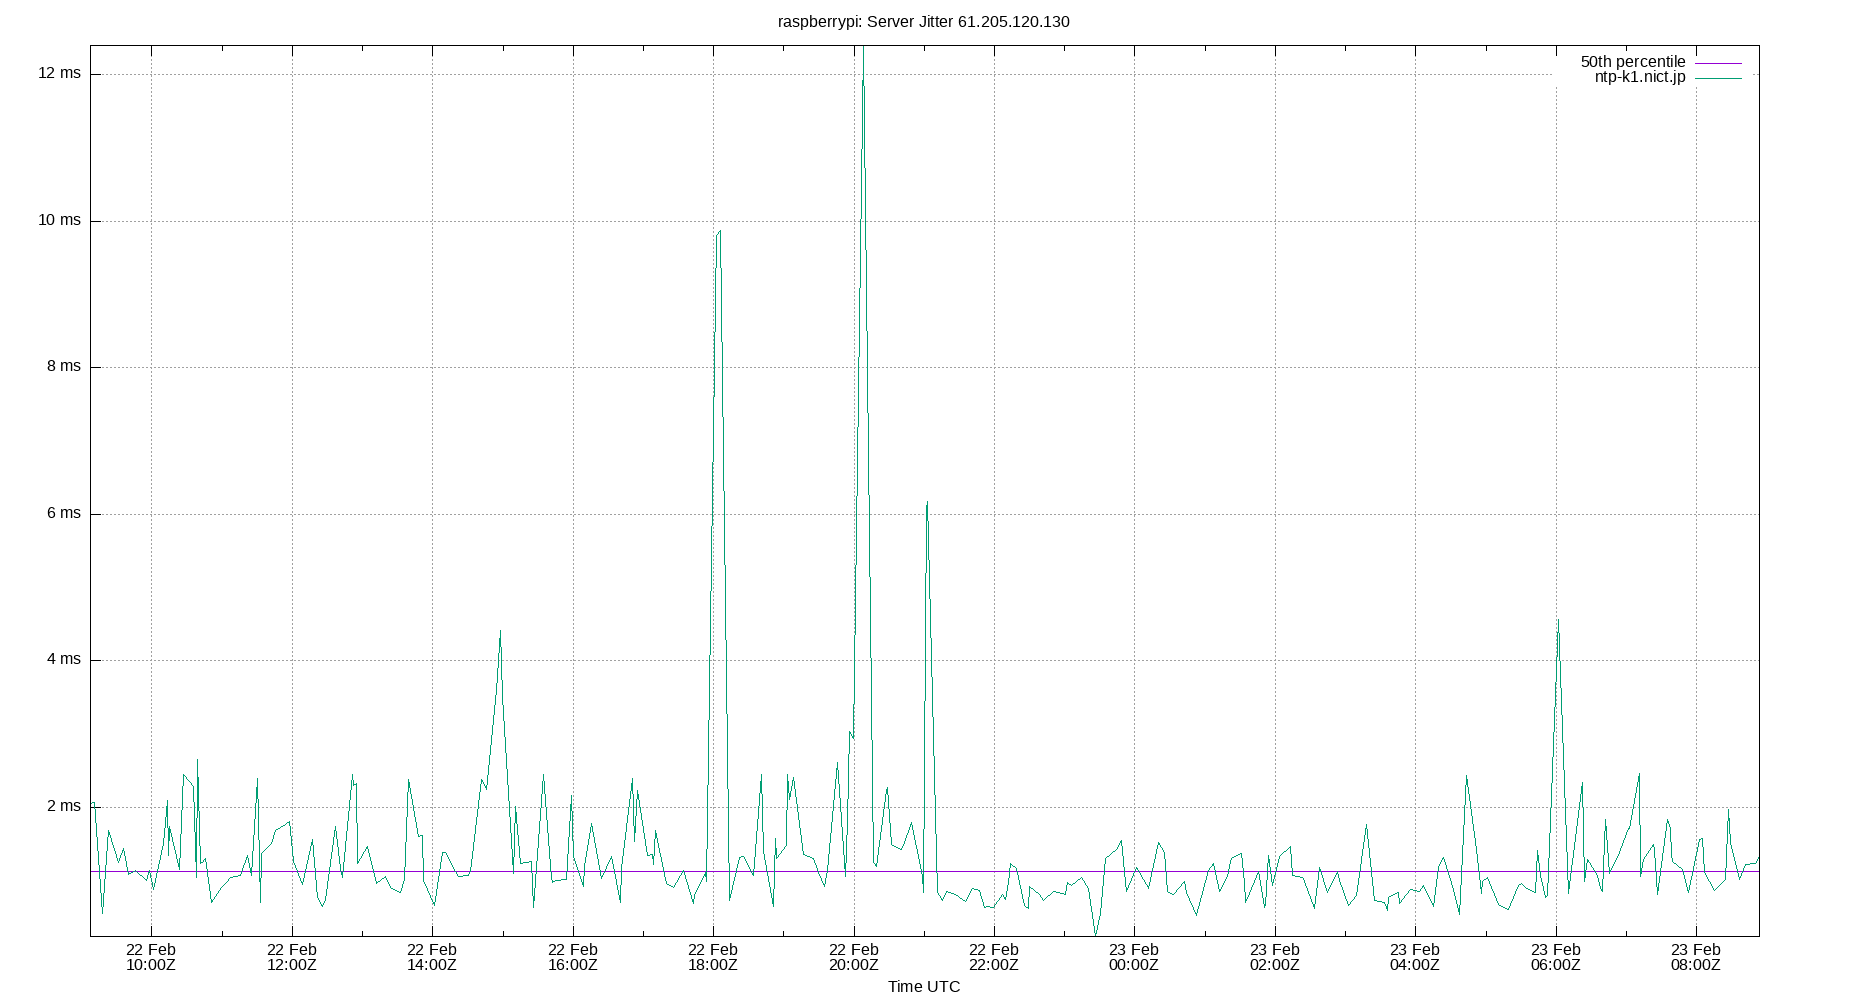 raspberrypi: Server Jitter 61.205.120.130
50th percentile
ntp-k1.nict.jp
12 ms
10 ms
8 ms
6 ms
4 ms
2 ms
22 Feb 22 Feb 22 Feb 22 Feb 22 Feb 22 Feb 22 Feb 23 Feb 23 Feb 23 Feb 23 Feb 23 Feb
10:00Z 12:00Z 14:00Z 16:00Z 18:00Z 20:00Z 22:00Z 00:00Z 02:00Z 04:00Z 06:00Z 08:00Z
Time UTC